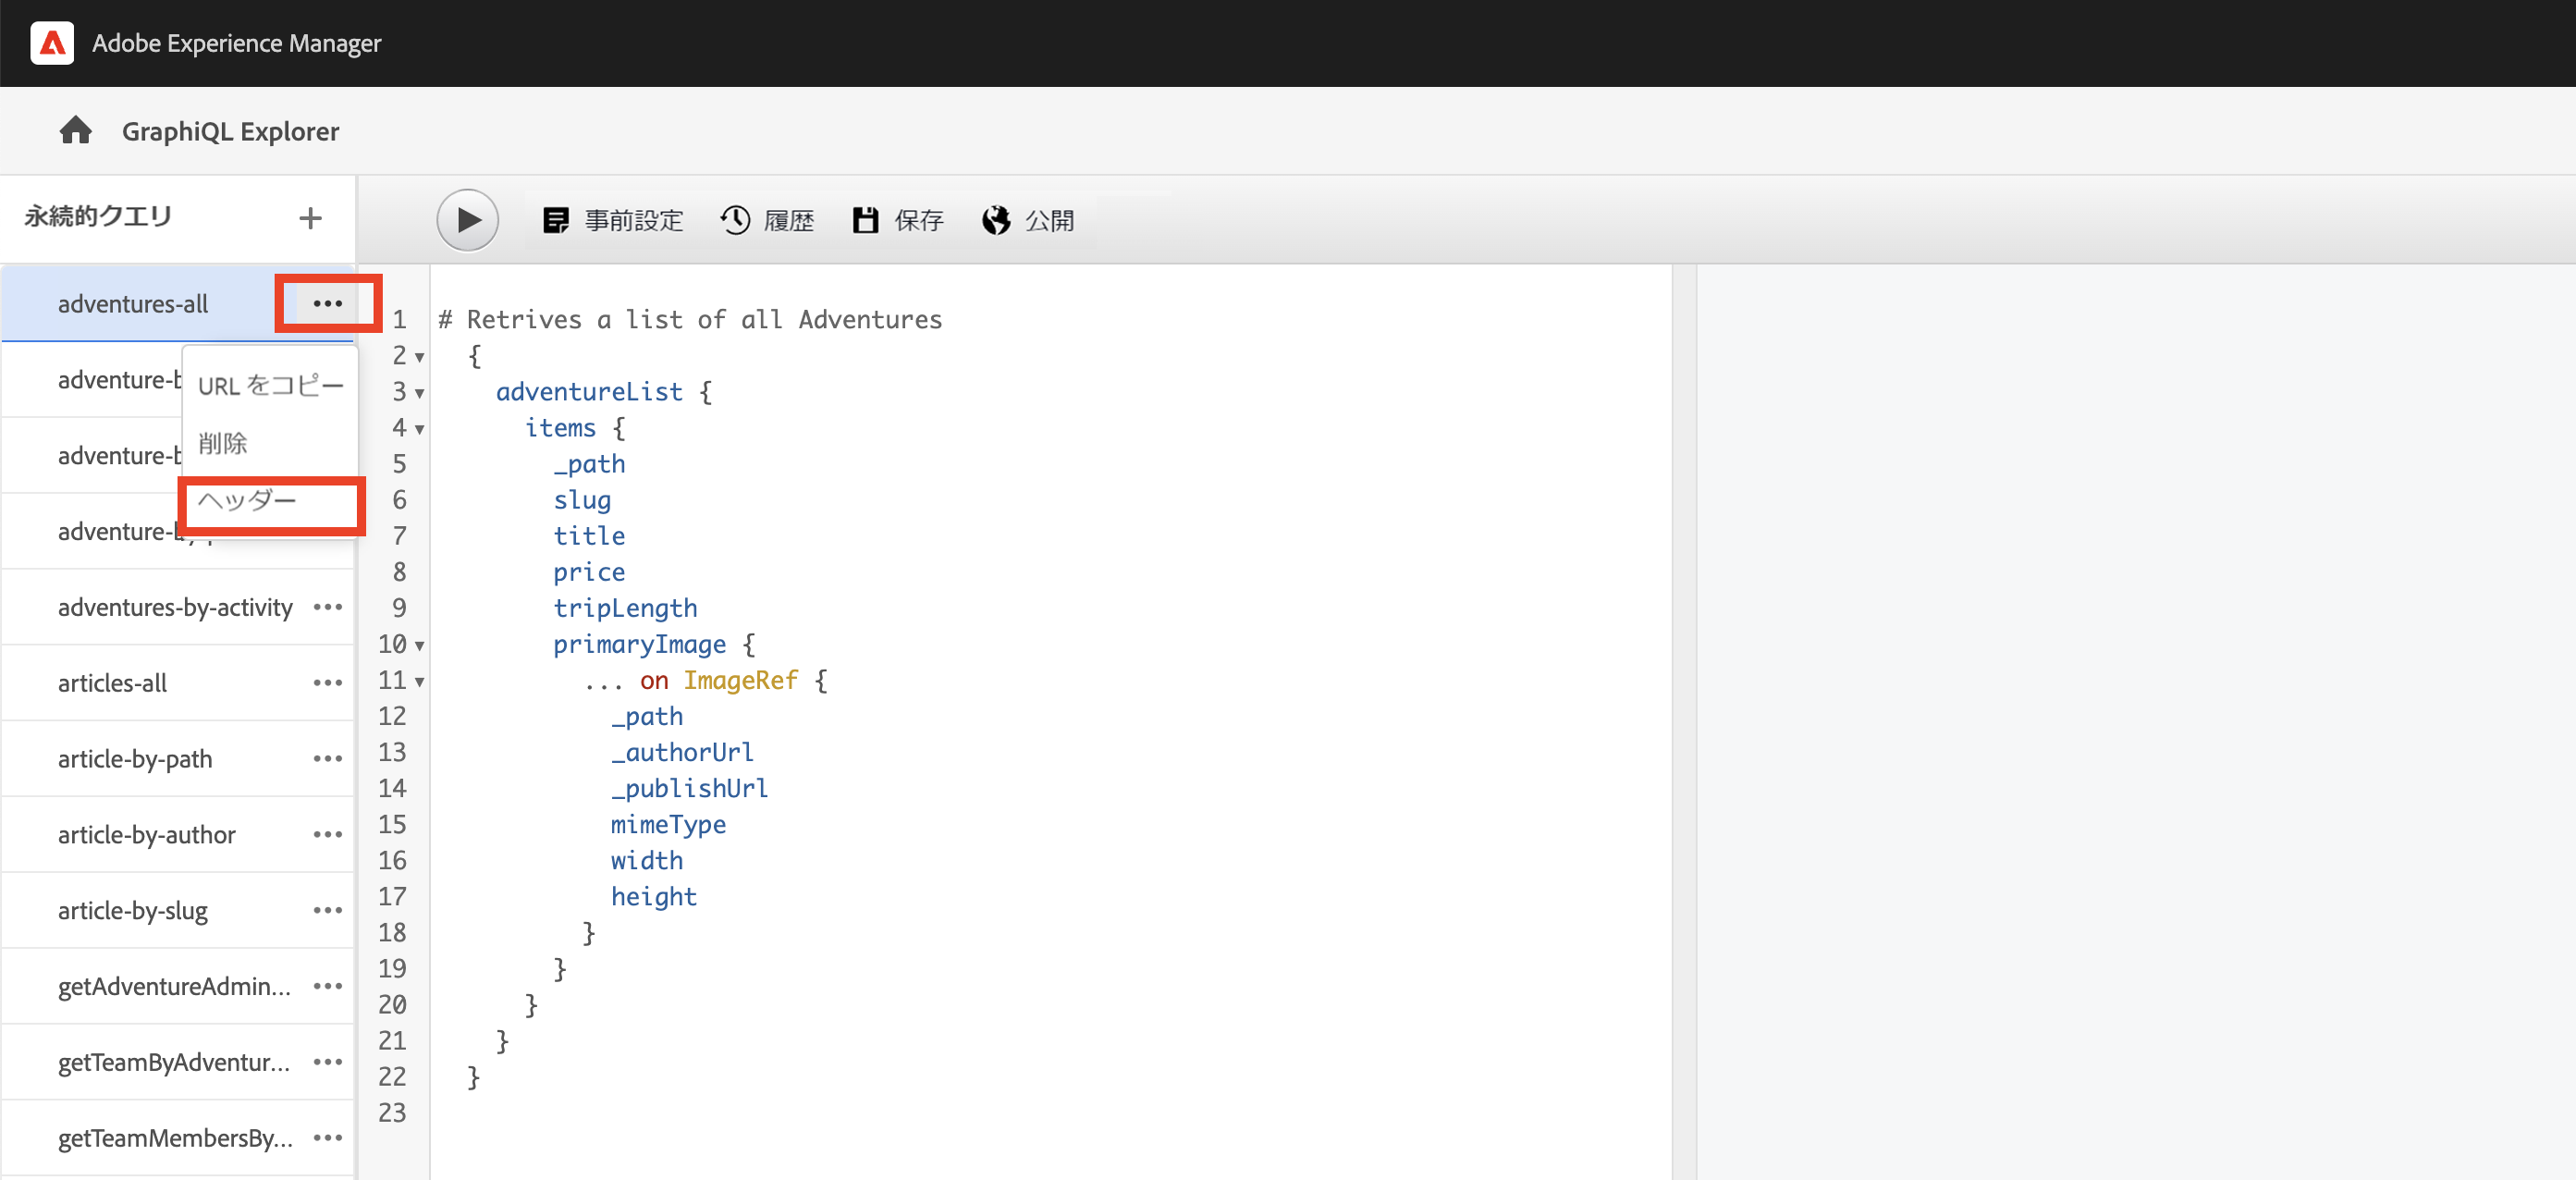 Adobe Experience Manager
GraphiQL Explorer
永続的クエリ
事前設定 履歴 保存 公開
adventures-all
URL をコピー
削除
ヘッダー
adventures-by-activity
articles-all
article-by-path
article-by-author
article-by-slug
getAdventureAdmin...
getTeamByAdventur...
getTeamMembersBy...
1 # Retrives a list of all Adventures
2 {
3 adventureList {
4 items {
5 _path
6 slug
7 title
8 price
9 tripLength
10 primaryImage {
11 ... on ImageRef {
12 _path
13 _authorUrl
14 _publishUrl
15 mimeType
16 width
17 height
18 }
19 }
20 }
21 }
22 }
23